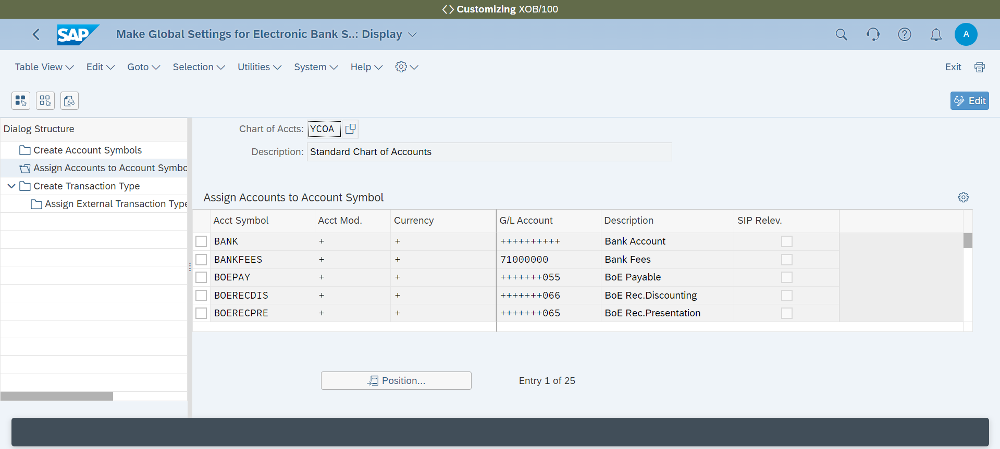 Customizing XOB/100
SAP Make Global Settings for Electronic Bank S..: Display
A
Table View Edit Goto Selection Utilities System Help Exit
Edit
Dialog Structure
Create Account Symbols
Assign Accounts to Account Symbo
Create Transaction Type
Assign External Transaction Type
Chart of Accts: YCOA
Description: Standard Chart of Accounts
Assign Accounts to Account Symbol
Acct Symbol Acct Mod. Currency G/L Account Description SIP Relev.
BANK + + ++++++++++ Bank Account
BANKFEES + + 71000000 Bank Fees
BOEPAY + + +++++++055 BoE Payable
BOERECDIS + + +++++++066 BoE Rec.Discounting
BOERECPRE + + +++++++065 BoE Rec.Presentation
Position... Entry 1 of 25